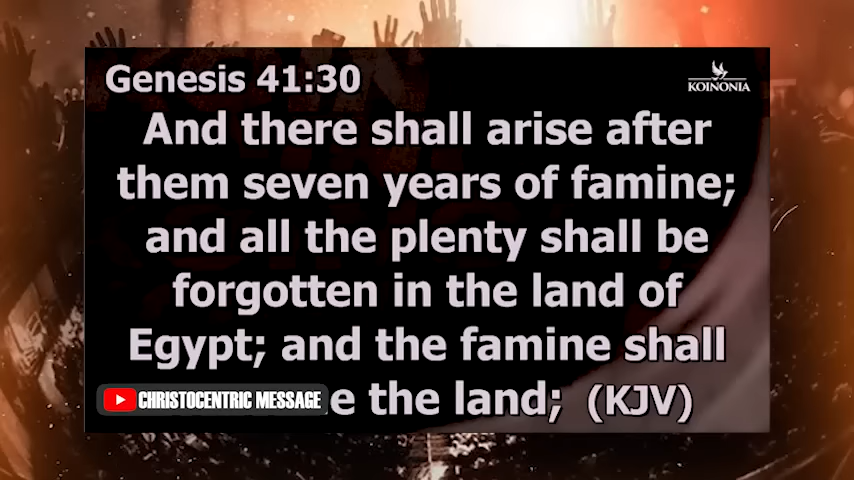 Genesis 41:30
KOINONIA
And there shall arise after
them seven years of famine;
and all the plenty shall be
forgotten in the land of
Egypt; and the famine shall
CHRISTOCENTRIC MESSAGE
e the land; (KJV)